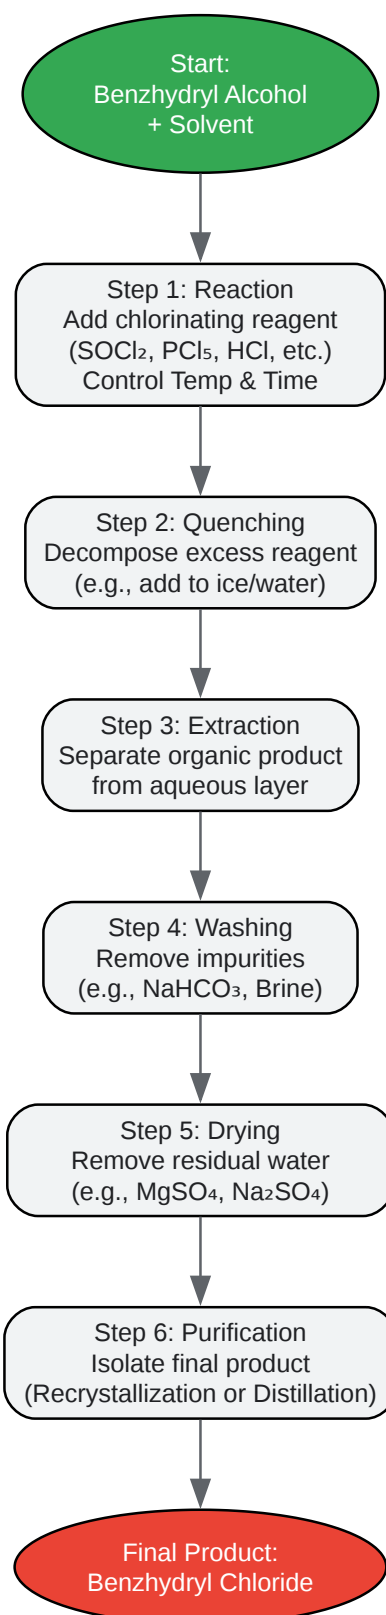 Start:
Benzhydryl Alcohol
+ Solvent
Step 1: Reaction
Add chlorinating reagent
(SOCl₂, PCl₅, HCl, etc.)
Control Temp & Time
Step 2: Quenching
Decompose excess reagent
(e.g., add to ice/water)
Step 3: Extraction
Separate organic product
from aqueous layer
Step 4: Washing
Remove impurities
(e.g., NaHCO₃, Brine)
Step 5: Drying
Remove residual water
(e.g., MgSO₄, Na₂SO₄)
Step 6: Purification
Isolate final product
(Recrystallization or Distillation)
Final Product:
Benzhydryl Chloride